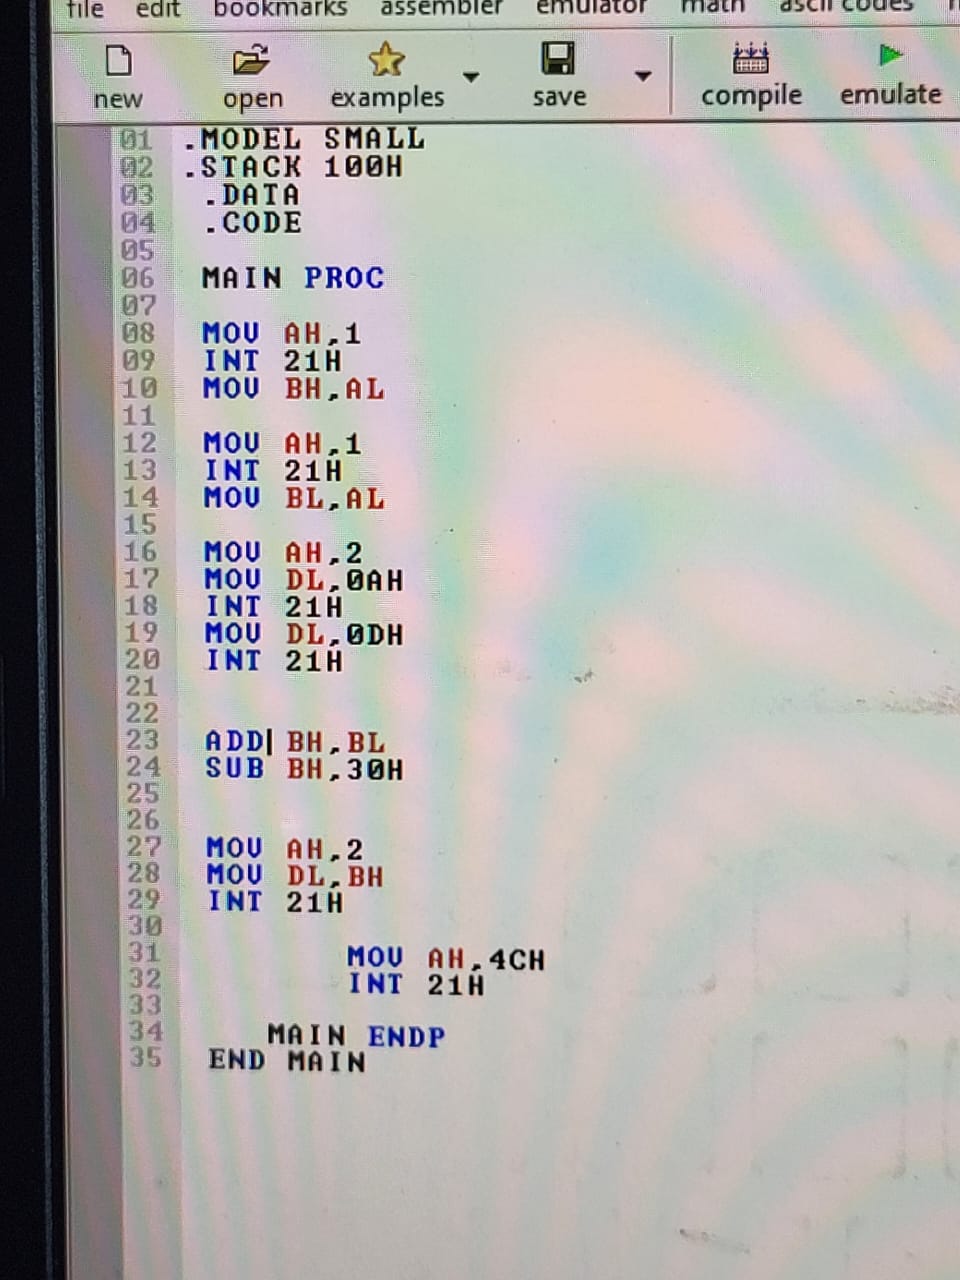 file edit bookmarks assembler emulator math ascii codes
new open examples save compile emulate
01 .MODEL SMALL
02 .STACK 100H
03 .DATA
04 .CODE
05
06 MAIN PROC
07
08 MOV AH,1
09 INT 21H
10 MOV BH,AL
11
12 MOV AH,1
13 INT 21H
14 MOV BL,AL
15
16 MOV AH,2
17 MOV DL,0AH
18 INT 21H
19 MOV DL,0DH
20 INT 21H
21
22
23 ADD BH,BL
24 SUB BH,30H
25
26
27 MOV AH,2
28 MOV DL,BH
29 INT 21H
30
31 MOV AH,4CH
32 INT 21H
33
34 MAIN ENDP
35 END MAIN